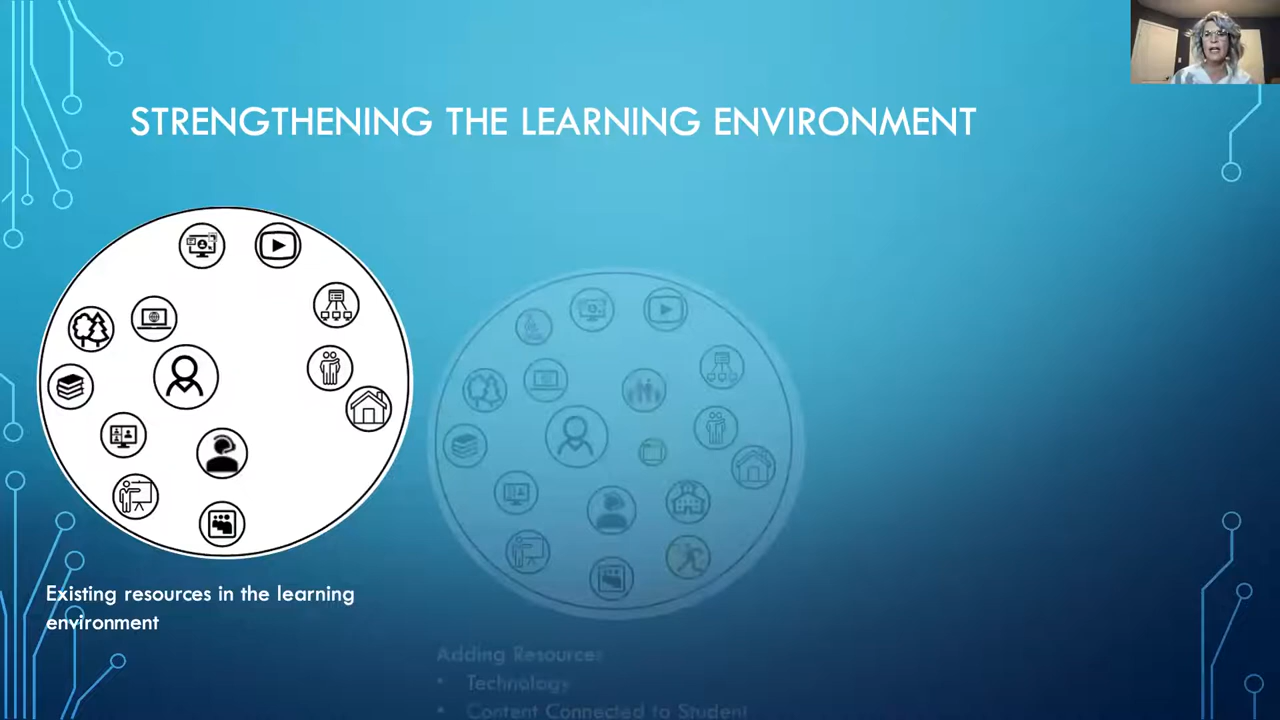 STRENGTHENING THE LEARNING ENVIRONMENT
Existing resources in the learning
environment
Adding Resources
• Technology
• Content Connected to Student